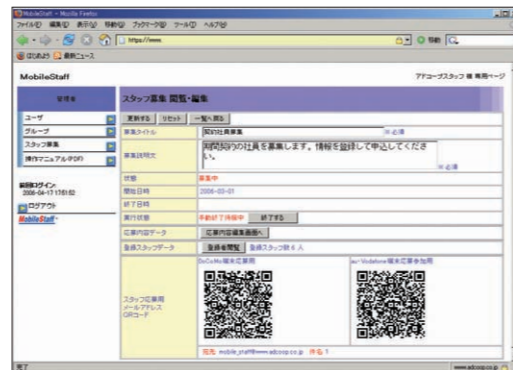 MobileStaff - Mozilla Firefox
ファイル(F) 編集(E) 表示(V) 移動(G) ブックマーク(B) ツール(T) ヘルプ(H)
https://www.
移動
はじめよう 最新ニュース
MobileStaff
アドコープスタッフ 様 専用ページ
管理者
ユーザ
グループ
スタッフ募集
操作マニュアル(PDF)
前回ログイン:
2006-04-17 17:51:52
ログアウト
MobileStaff
スタッフ募集 閲覧・編集
更新する リセット 一覧へ戻る
募集タイトル 契約社員募集 ※必須
募集説明文 期間契約の社員を募集します。情報を登録して申込してください。 ※必須
状態 募集中
開始日時 2006-03-01
終了日時
実行状態 手動終了待機中 終了する
応募内容データ 応募内容編集画面へ
登録スタッフデータ 登録者閲覧 登録スタッフ数 6 人
スタッフ応募用
メールアドレス
QRコード
DoCoMo端末応募用
au・Vodafone端末応募参加用
宛先: mobile_staff@www.adcoop.co.jp 件名: 1
完了
www.adcoop.co.jp